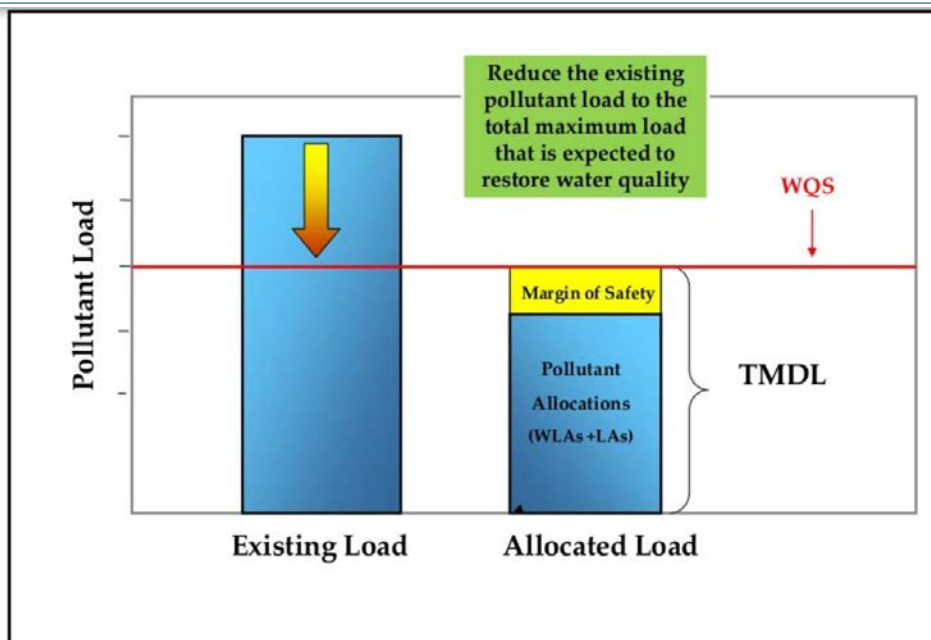 Reduce the existing
pollutant load to the
total maximum load
that is expected to
restore water quality
WQS
Pollutant Load
Margin of Safety
Pollutant
Allocations
(WLAs +LAs)
TMDL
Existing Load
Allocated Load